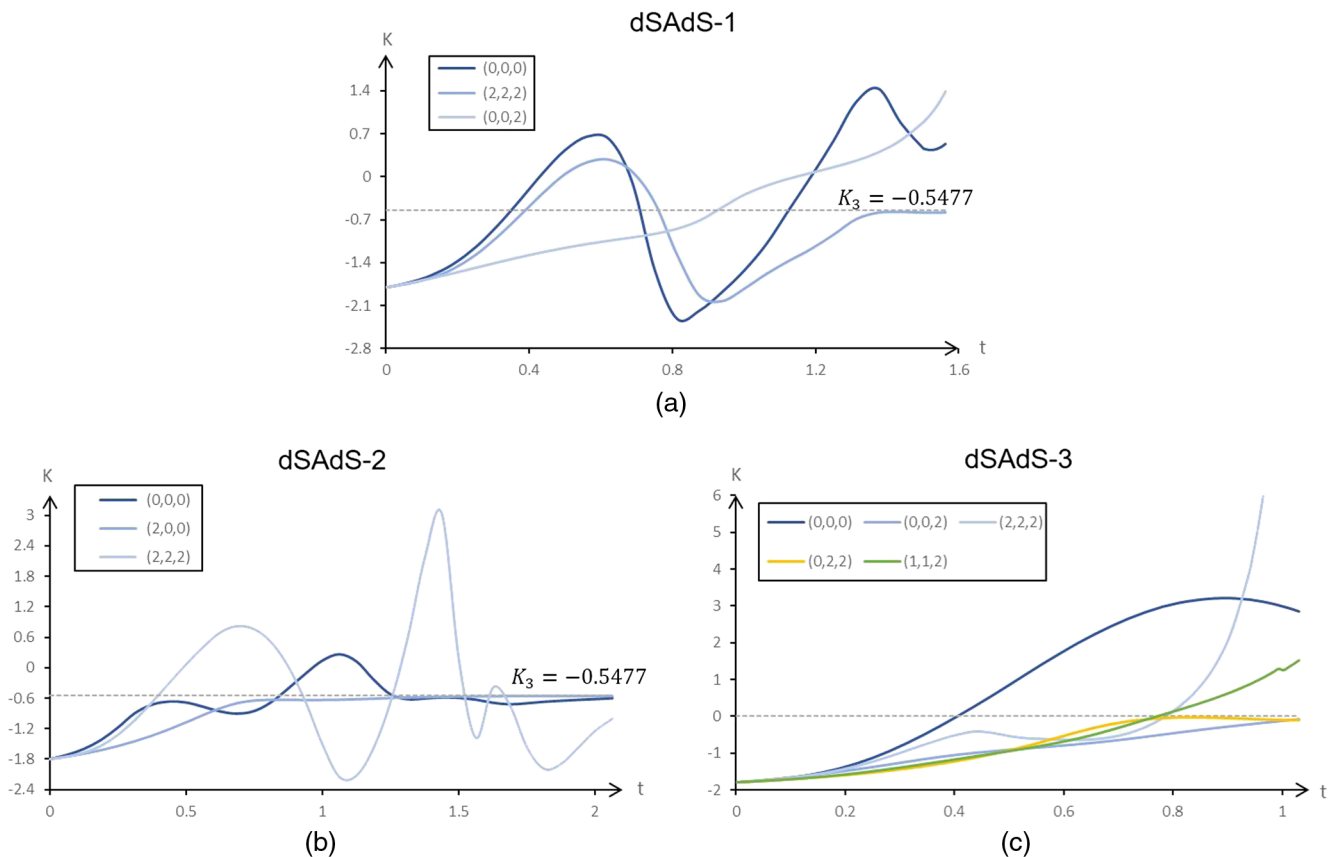 dSAdS-1
K
(0,0,0)
(2,2,2)
(0,0,2)
1.4
0.7
0
-0.7
-1.4
-2.1
-2.8
K₃ = −0.5477
0 0.4 0.8 1.2 1.6
t
(a)
dSAdS-2
K
(0,0,0)
(2,0,0)
(2,2,2)
3
2.4
1.8
1.2
0.6
0
-0.6
-1.2
-1.8
-2.4
K₃ = −0.5477
0 0.5 1 1.5 2
t
(b)
dSAdS-3
K
(0,0,0) (0,0,2) (2,2,2)
(0,2,2) (1,1,2)
6
5
4
3
2
1
0
-1
-2
0 0.2 0.4 0.6 0.8 1
t
(c)